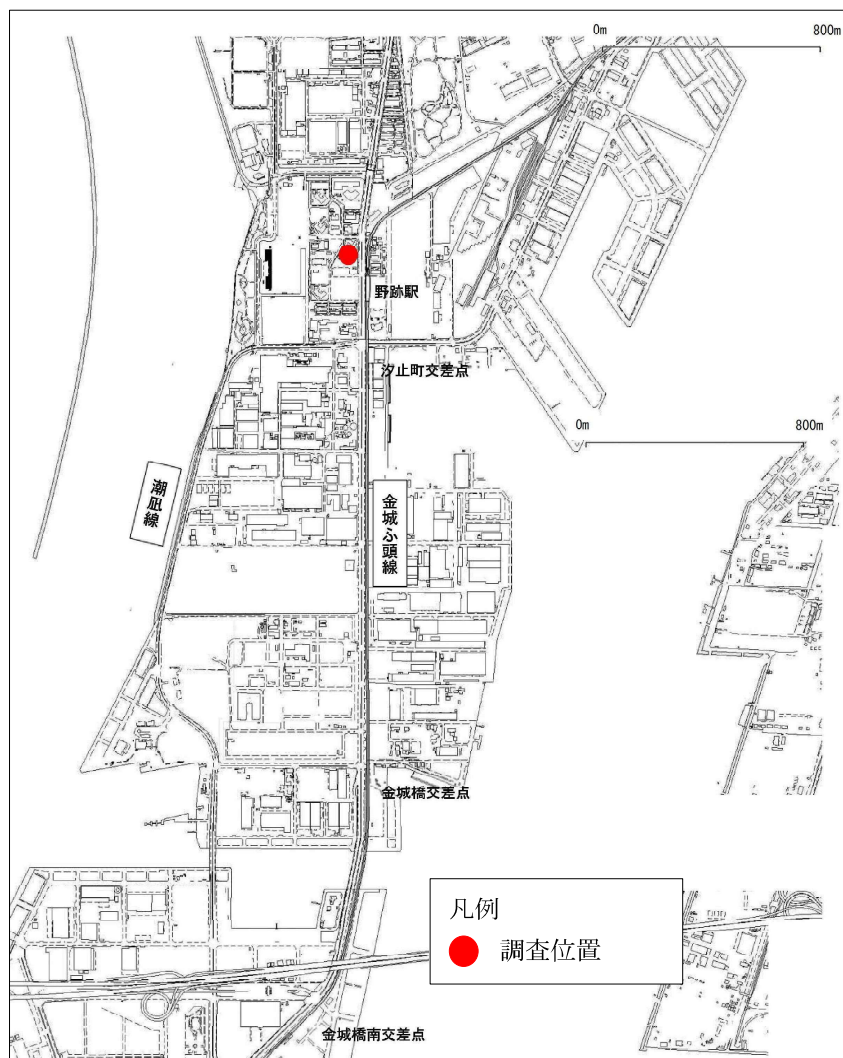 0m 800m
野跡駅
汐止町交差点
0m 800m
潮凪線
金城ふ頭線
金城橋交差点
凡例
調査位置
金城橋南交差点